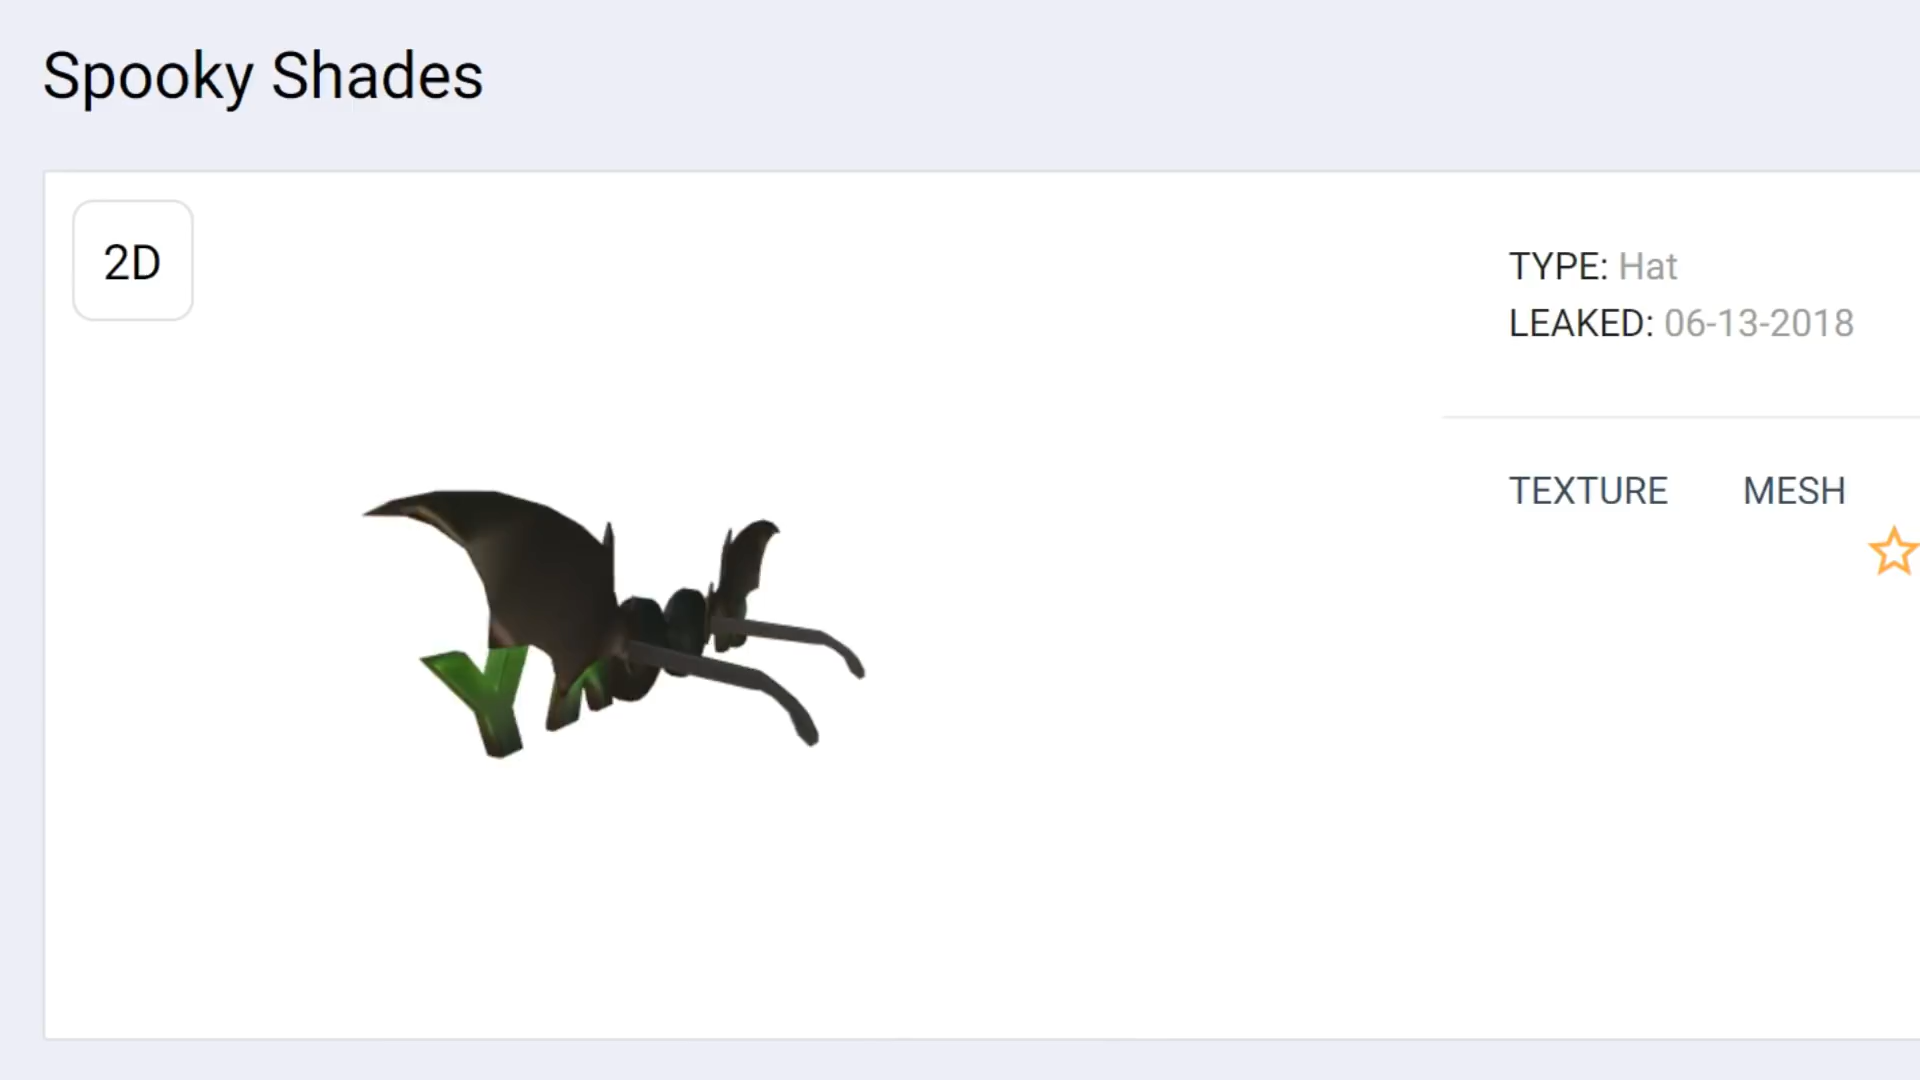 Spooky Shades
2D
TYPE: Hat
LEAKED: 06-13-2018
TEXTURE MESH
Y